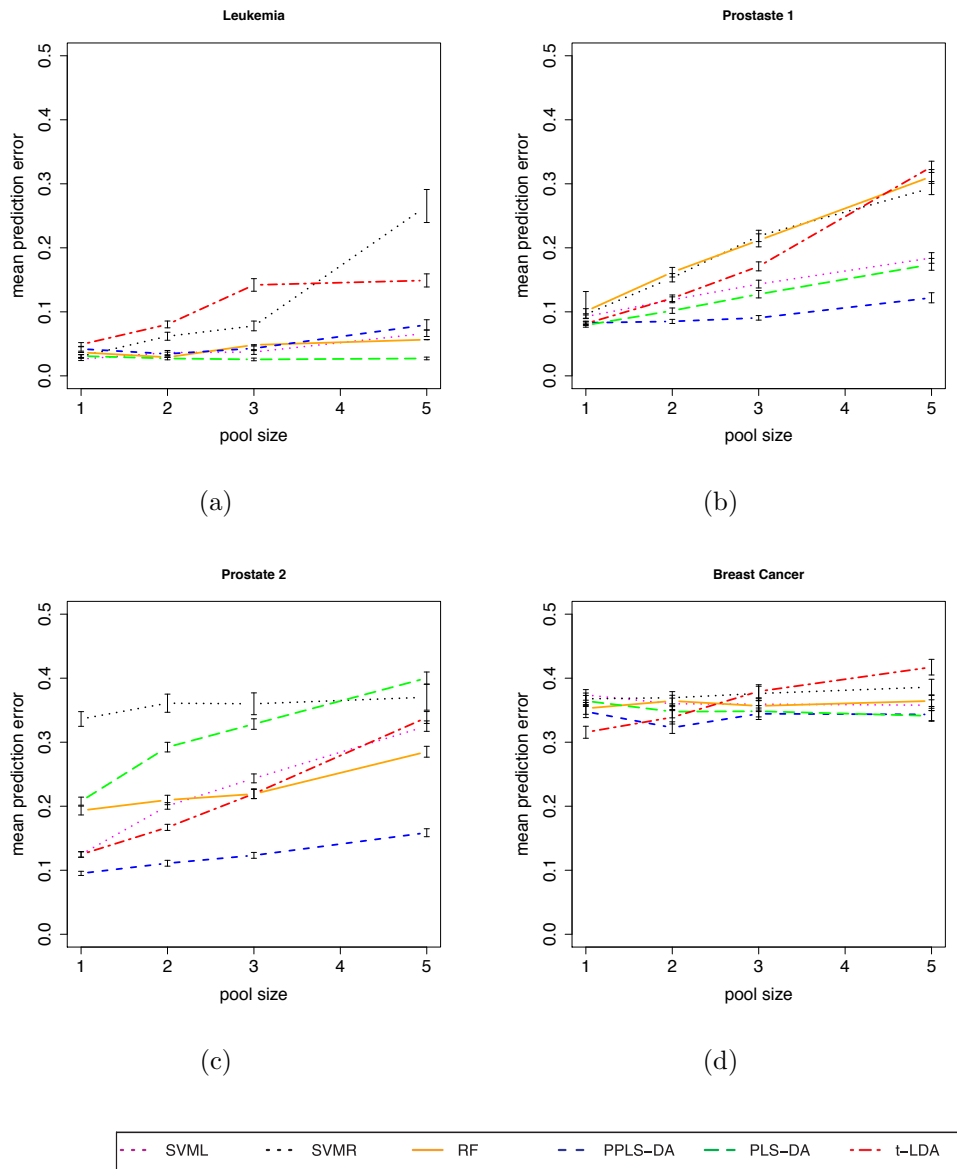 Leukemia
mean prediction error
0.0 0.1 0.2 0.3 0.4 0.5
1 2 3 4 5
pool size
(a)
Prostaste 1
mean prediction error
0.0 0.1 0.2 0.3 0.4 0.5
1 2 3 4 5
pool size
(b)
Prostate 2
mean prediction error
0.0 0.1 0.2 0.3 0.4 0.5
1 2 3 4 5
pool size
(c)
Breast Cancer
mean prediction error
0.0 0.1 0.2 0.3 0.4 0.5
1 2 3 4 5
pool size
(d)
SVML SVMR RF PPLS−DA PLS−DA t−LDA